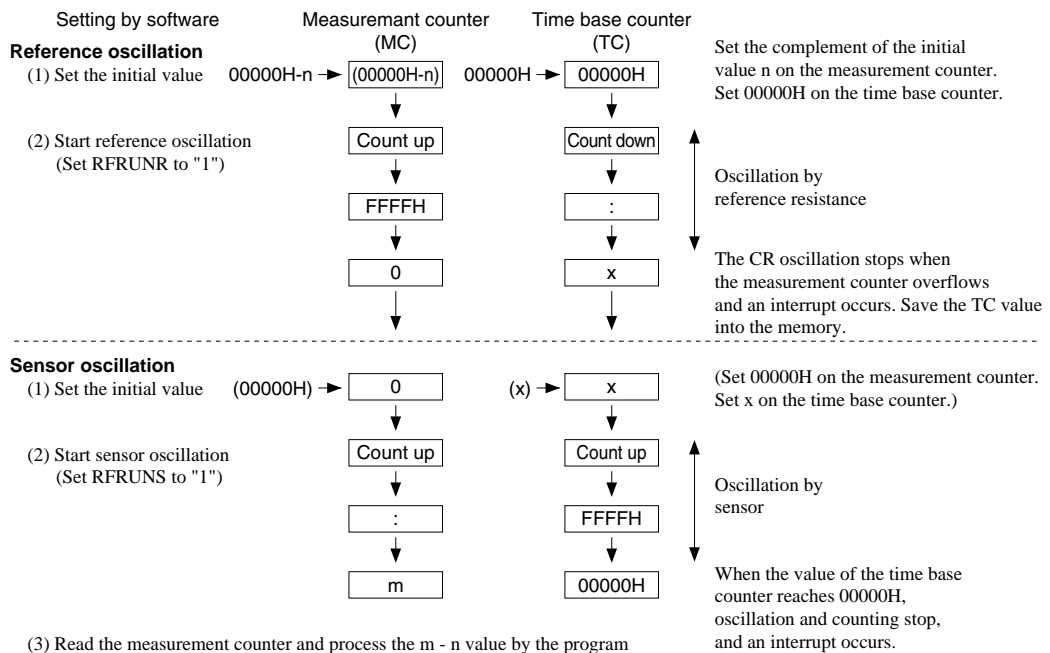 Setting by software
Measuremant counter
(MC)
Time base counter
(TC)
Reference oscillation
(1) Set the initial value
00000H-n
(00000H-n)
00000H
00000H
Set the complement of the initial
value n on the measurement counter.
Set 00000H on the time base counter.
(2) Start reference oscillation
(Set RFRUNR to "1")
Count up
Count down
FFFFH
:
Oscillation by
reference resistance
0
x
The CR oscillation stops when
the measurement counter overflows
and an interrupt occurs. Save the TC value
into the memory.
Sensor oscillation
(1) Set the initial value
(00000H)
0
(x)
x
(Set 00000H on the measurement counter.
Set x on the time base counter.)
(2) Start sensor oscillation
(Set RFRUNS to "1")
Count up
Count up
:
FFFFH
Oscillation by
sensor
m
00000H
When the value of the time base
counter reaches 00000H,
oscillation and counting stop,
and an interrupt occurs.
(3) Read the measurement counter and process the m - n value by the program